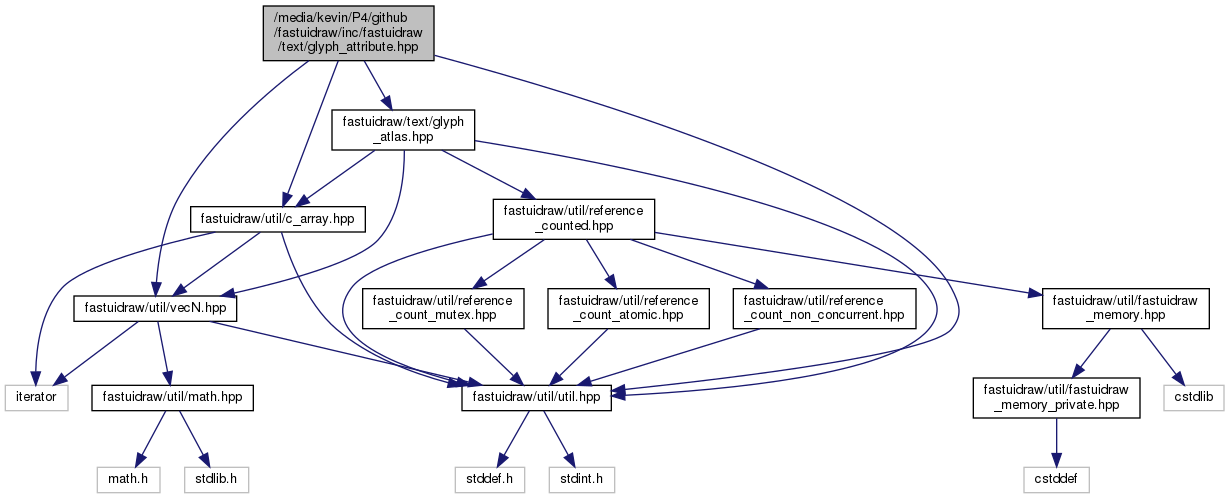 /media/kevin/P4/github
/fastuidraw/inc/fastuidraw
/text/glyph_attribute.hpp
fastuidraw/text/glyph
_atlas.hpp
fastuidraw/util/c_array.hpp
fastuidraw/util/reference
_counted.hpp
fastuidraw/util/vecN.hpp
fastuidraw/util/reference
_count_mutex.hpp
fastuidraw/util/reference
_count_atomic.hpp
fastuidraw/util/reference
_count_non_concurrent.hpp
fastuidraw/util/fastuidraw
_memory.hpp
iterator
fastuidraw/util/math.hpp
fastuidraw/util/util.hpp
fastuidraw/util/fastuidraw
_memory_private.hpp
cstdlib
math.h
stdlib.h
stddef.h
stdint.h
cstddef